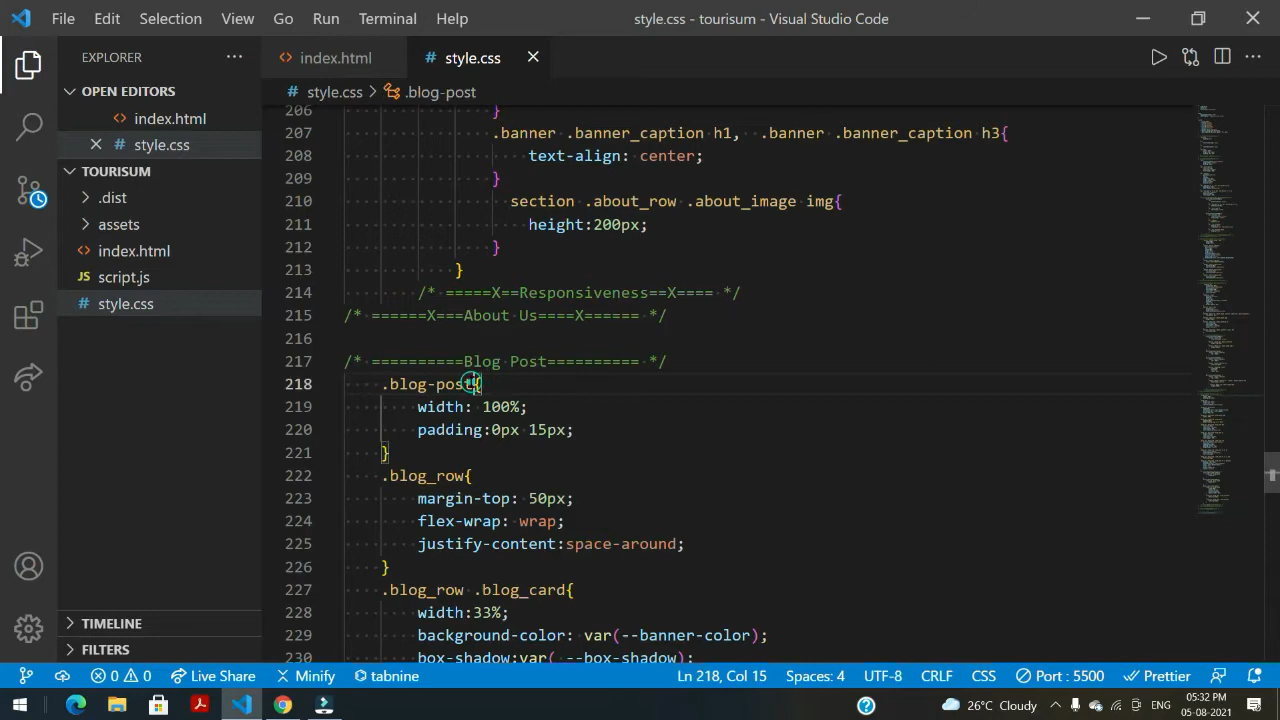 File Edit Selection View Go Run Terminal Help style.css - tourisum - Visual Studio Code
EXPLORER
OPEN EDITORS
index.html
style.css
TOURISUM
.dist
assets
index.html
script.js
style.css
TIMELINE
FILTERS
index.html # style.css
# style.css > .blog-post
206 }
207 .banner .banner_caption h1, .banner .banner_caption h3{
208 text-align: center;
209 }
210 section .about_row .about_image img{
211 height:200px;
212 }
213 }
214 /* =====X==Responsiveness==X==== */
215 /* ======X===About Us====X====== */
216
217 /* ==========Blog Post========== */
218 .blog-post{
219 width: 100%;
220 padding:0px 15px;
221 }
222 .blog_row{
223 margin-top: 50px;
224 flex-wrap: wrap;
225 justify-content:space-around;
226 }
227 .blog_row .blog_card{
228 width:33%;
229 background-color: var(--banner-color);
230 box-shadow:var( --box-shadow);
0 0 Live Share Minify tabnine Ln 218, Col 15 Spaces: 4 UTF-8 CRLF CSS Port : 5500 Prettier
26°C Cloudy ENG 05:32 PM
05-08-2021